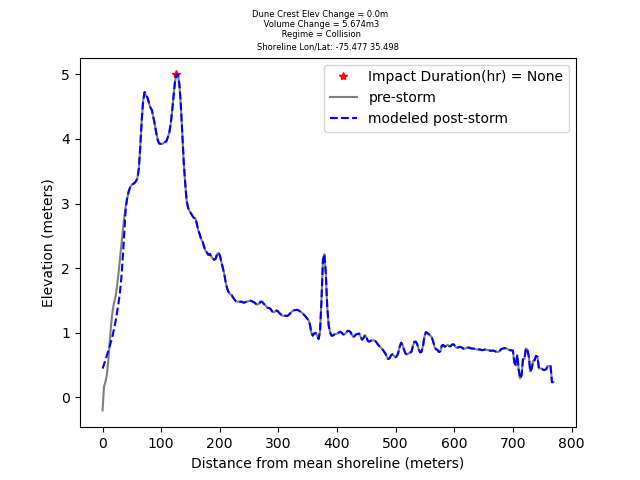 Dune Crest Elev Change = 0.0m
Volume Change = 5.674m3
Regime = Collision
Shoreline Lon/Lat: -75.477 35.498
Impact Duration(hr) = None
pre-storm
modeled post-storm
Elevation (meters)
5
4
3
2
1
0
0 100 200 300 400 500 600 700 800
Distance from mean shoreline (meters)